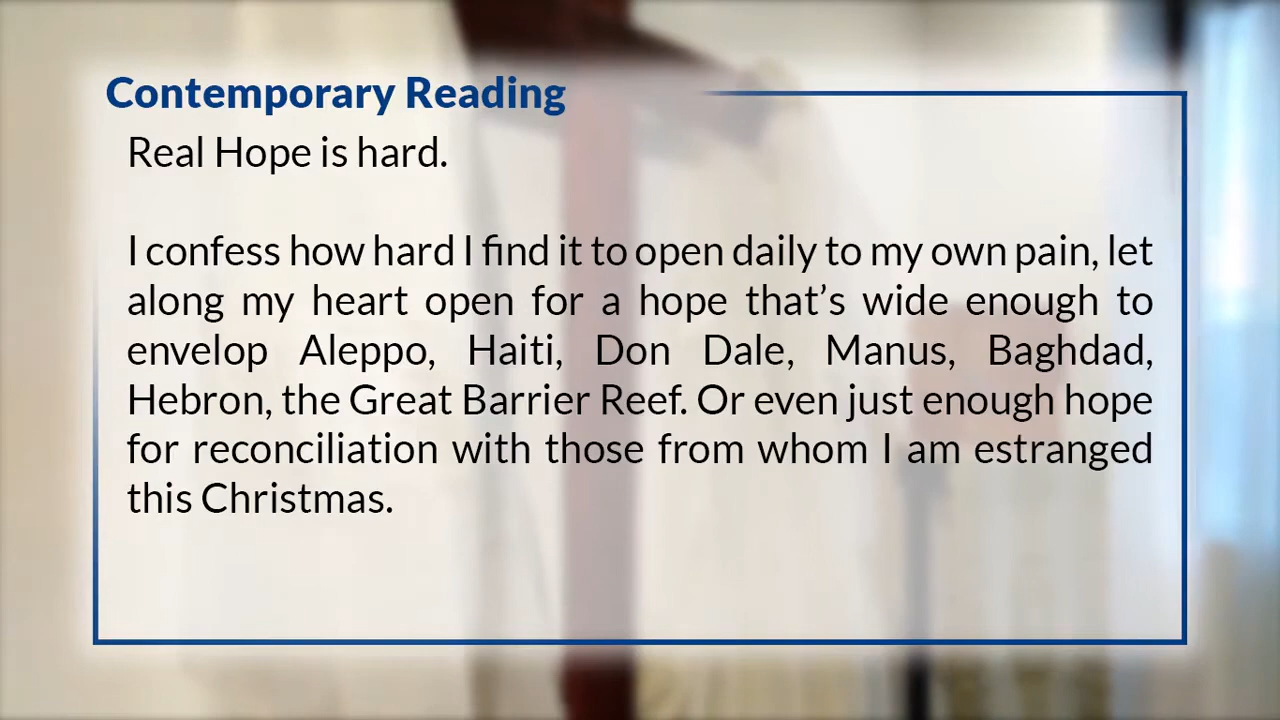 Contemporary Reading
Real Hope is hard.
I confess how hard I find it to open daily to my own pain, let
along my heart open for a hope that’s wide enough to
envelop Aleppo, Haiti, Don Dale, Manus, Baghdad,
Hebron, the Great Barrier Reef. Or even just enough hope
for reconciliation with those from whom I am estranged
this Christmas.